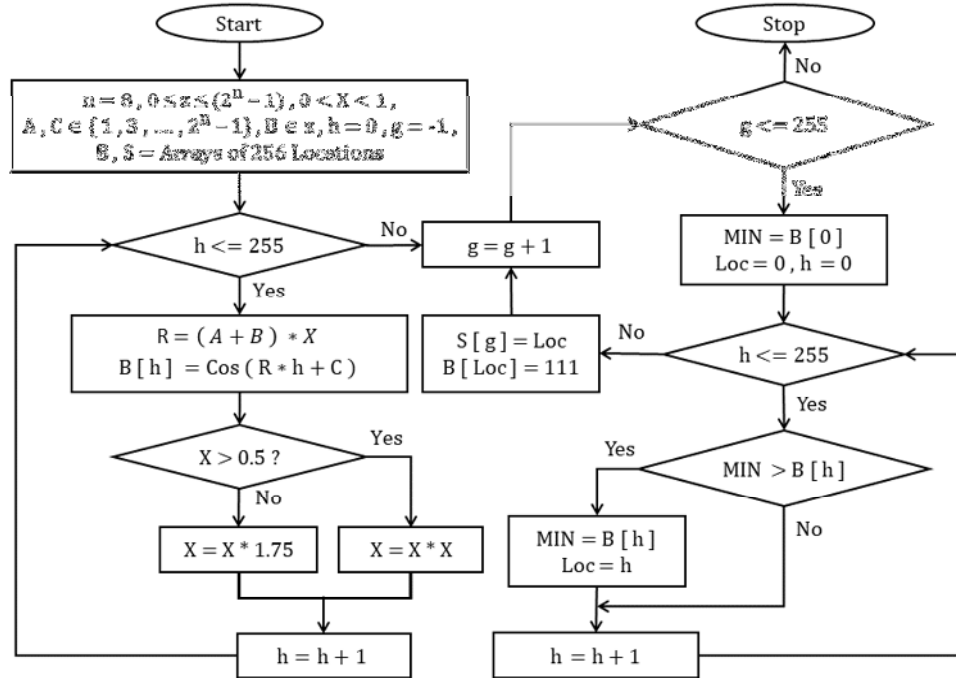 Start
n = 8, 0 ≤ z ≤ (2ⁿ − 1), 0 < X < 1,
A, C ∈ {1, 3, ..., 2ⁿ − 1}, B ∈ z, h = 0, g = -1,
B, S = Arrays of 256 Locations
h <= 255
No
Yes
R = ( A + B ) * X
B [ h ] = Cos ( R * h + C )
X > 0.5 ?
Yes
No
X = X * 1.75
X = X * X
h = h + 1
g = g + 1
S [ g ] = Loc
B [ Loc ] = 111
Stop
No
g <= 255
Yes
MIN = B [ 0 ]
Loc = 0 , h = 0
No
h <= 255
Yes
Yes
MIN > B [ h ]
No
MIN = B [ h ]
Loc = h
h = h + 1